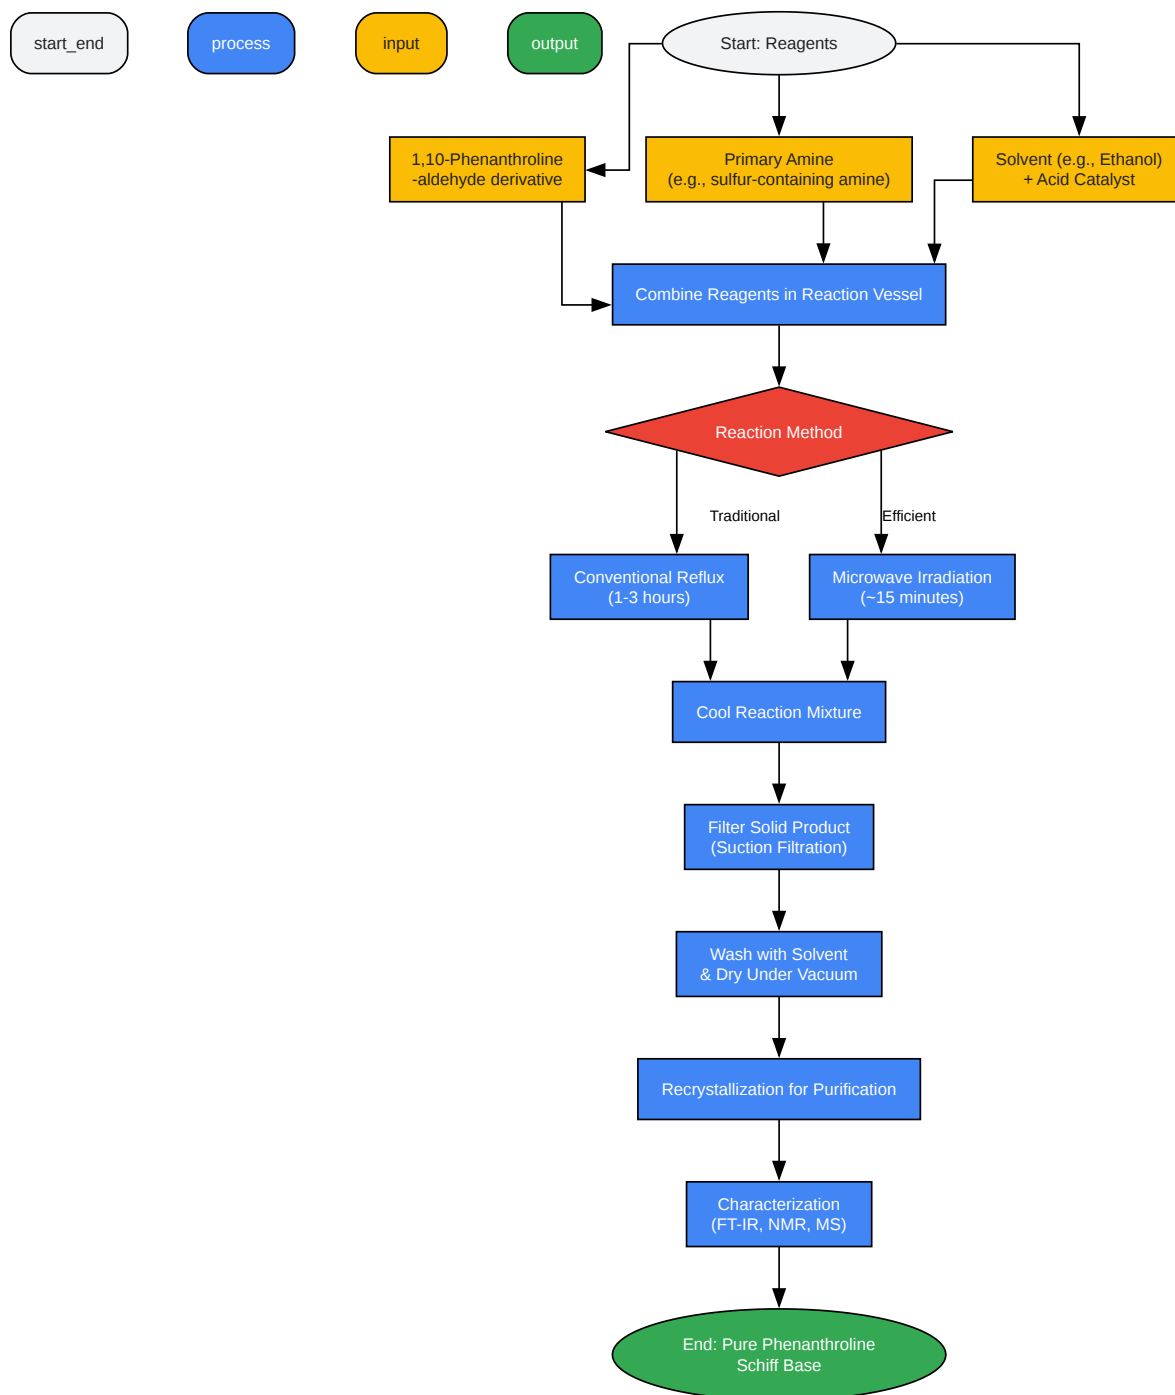 start_end
process
input
output
Start: Reagents
1,10-Phenanthroline
-aldehyde derivative
Primary Amine
(e.g., sulfur-containing amine)
Solvent (e.g., Ethanol)
+ Acid Catalyst
Combine Reagents in Reaction Vessel
Reaction Method
Traditional
Efficient
Conventional Reflux
(1-3 hours)
Microwave Irradiation
(~15 minutes)
Cool Reaction Mixture
Filter Solid Product
(Suction Filtration)
Wash with Solvent
& Dry Under Vacuum
Recrystallization for Purification
Characterization
(FT-IR, NMR, MS)
End: Pure Phenanthroline
Schiff Base